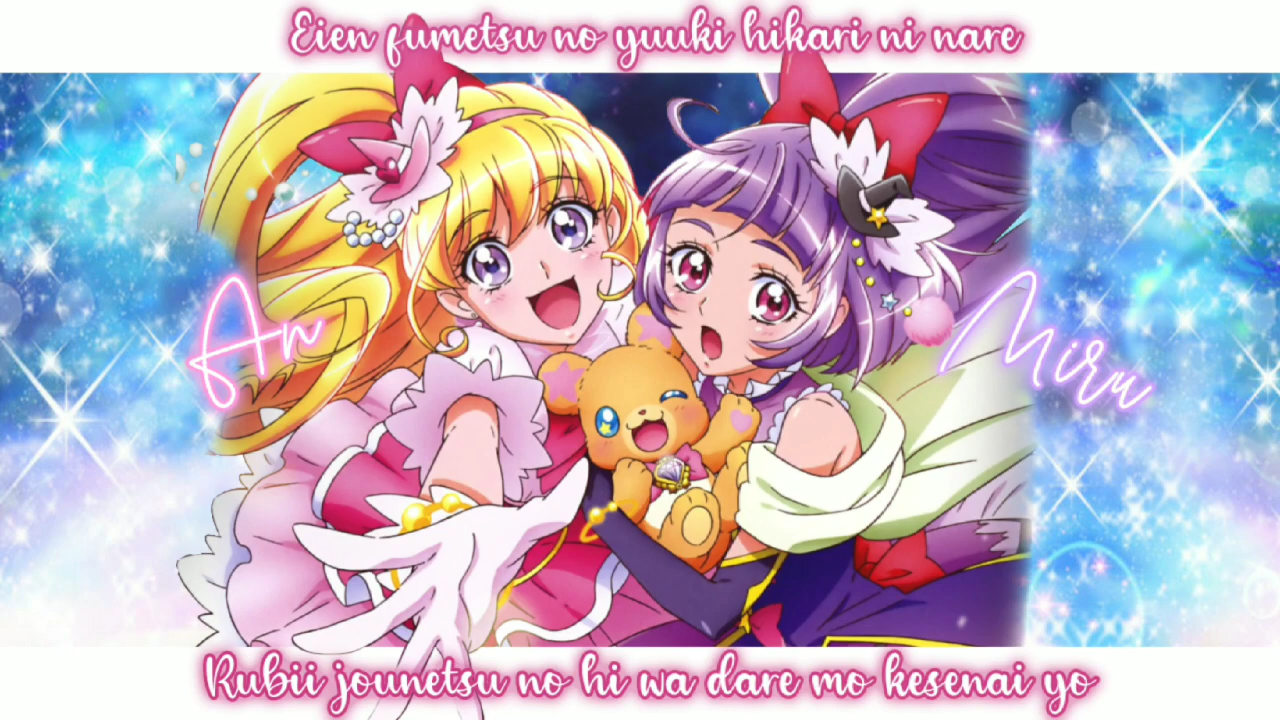 Eien fumetsu no yuuki hikari ni nare
An
Miru
Rubii jounetsu no hi wa dare mo kesenai yo